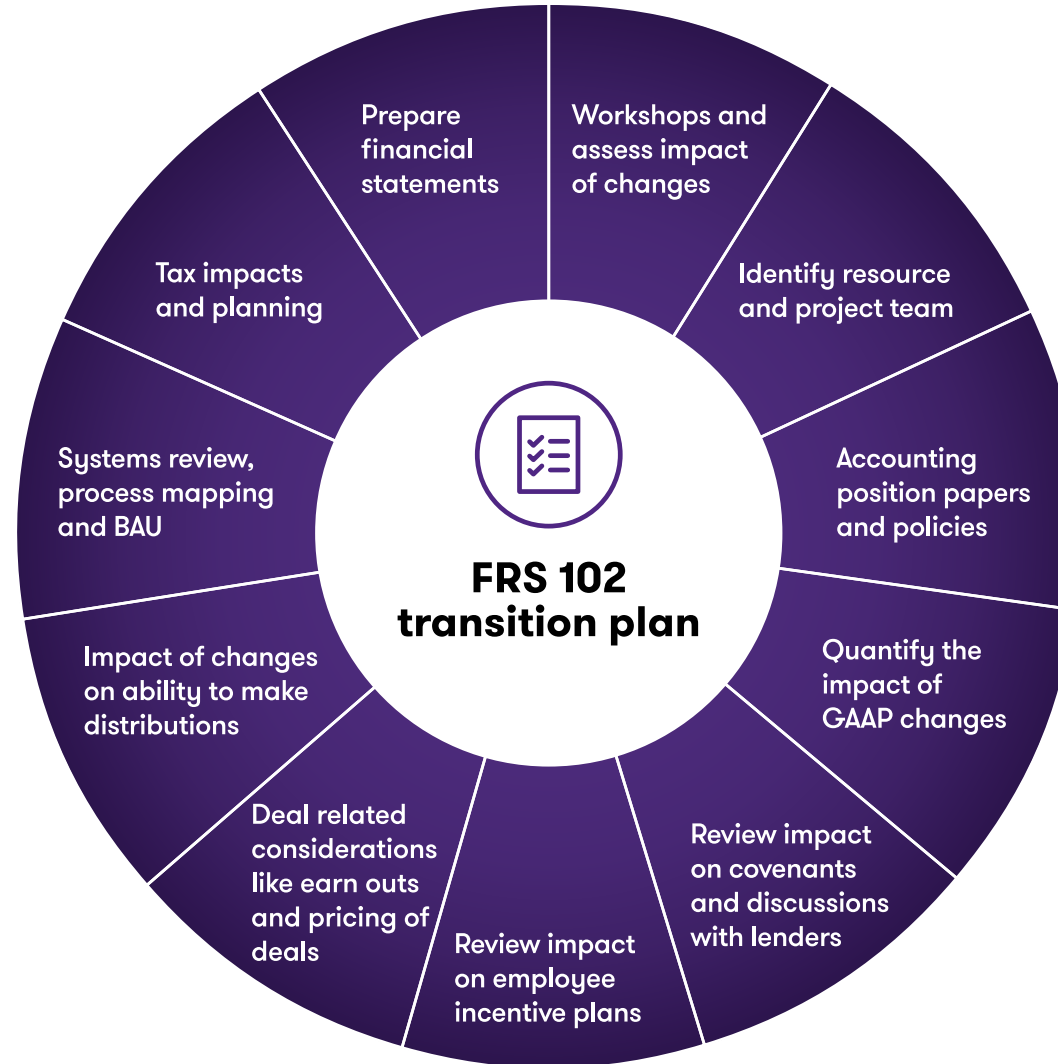 FRS 102
transition plan
Workshops and
assess impact
of changes
Identify resource
and project team
Accounting
position papers
and policies
Quantify the
impact of
GAAP changes
Review impact
on covenants
and discussions
with lenders
Review impact
on employee
incentive plans
Deal related
considerations
like earn outs
and pricing of
deals
Impact of changes
on ability to make
distributions
Systems review,
process mapping
and BAU
Tax impacts
and planning
Prepare
financial
statements